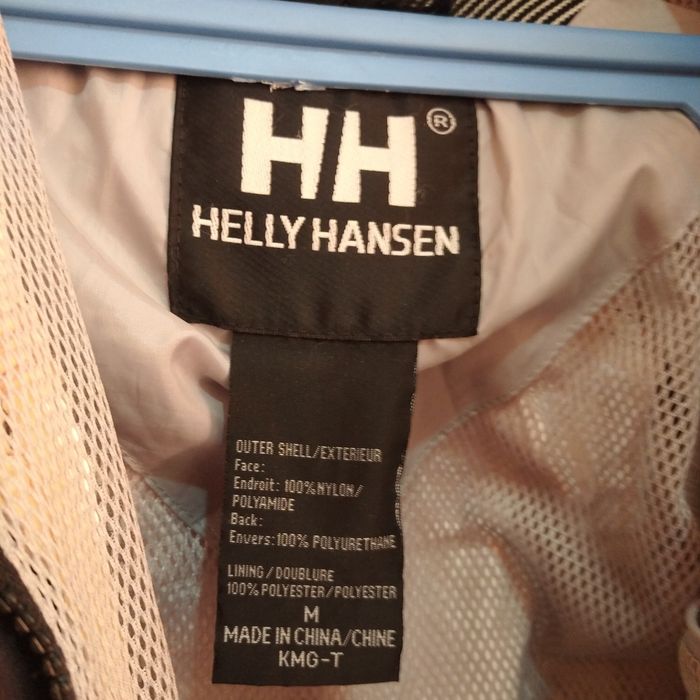 HH®
HELLY HANSEN
OUTER SHELL/EXTERIEUR
Face:
Endroit: 100%NYLON/
POLYAMIDE
Back:
Envers:100% POLYURETHANE
LINING/DOUBLURE
100% POLYESTER/POLYESTER
M
MADE IN CHINA/CHINE
KMG-T